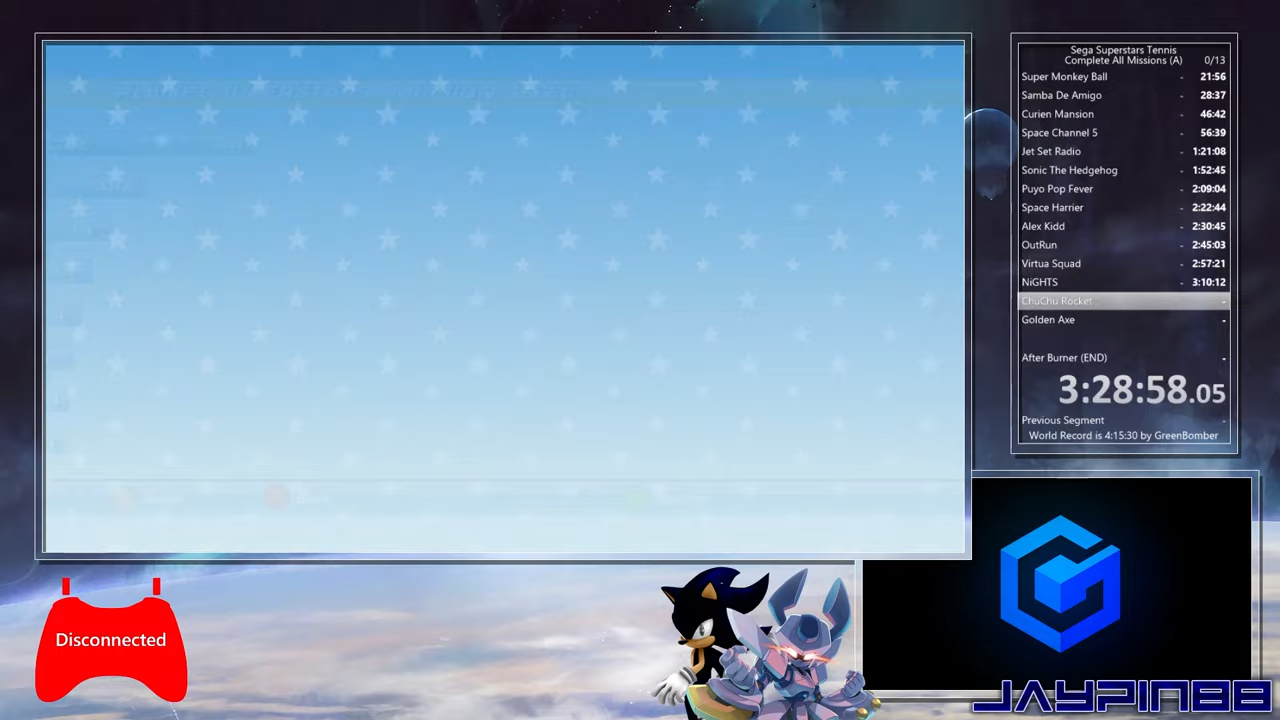 Sega Superstars Tennis
Complete All Missions (A) 0/13
Super Monkey Ball - 21:56
Samba De Amigo - 28:37
Curien Mansion - 46:42
Space Channel 5 - 56:39
Jet Set Radio - 1:21:08
Sonic The Hedgehog - 1:52:45
Puyo Pop Fever - 2:09:04
Space Harrier - 2:22:44
Alex Kidd - 2:30:45
OutRun - 2:45:03
Virtua Squad - 2:57:21
NiGHTS - 3:10:12
ChuChu Rocket -
Golden Axe -
After Burner (END) -
3:28:58.05
Previous Segment -
World Record is 4:15:30 by GreenBomber
Disconnected
JAYPIN88